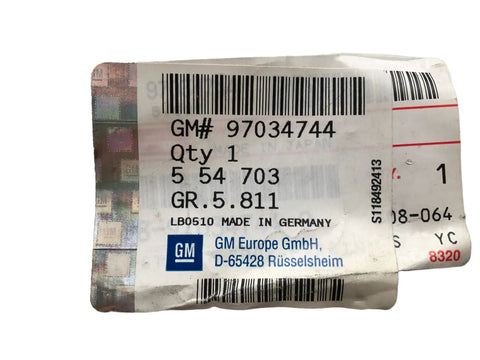 GM# 97034744
Qty 1
5 54 703
GR.5.811
LB0510 MADE IN GERMANY
GM
GM Europe GmbH,
D-65428 Rüsselsheim
S118492413
1
08-064
S YC
8320